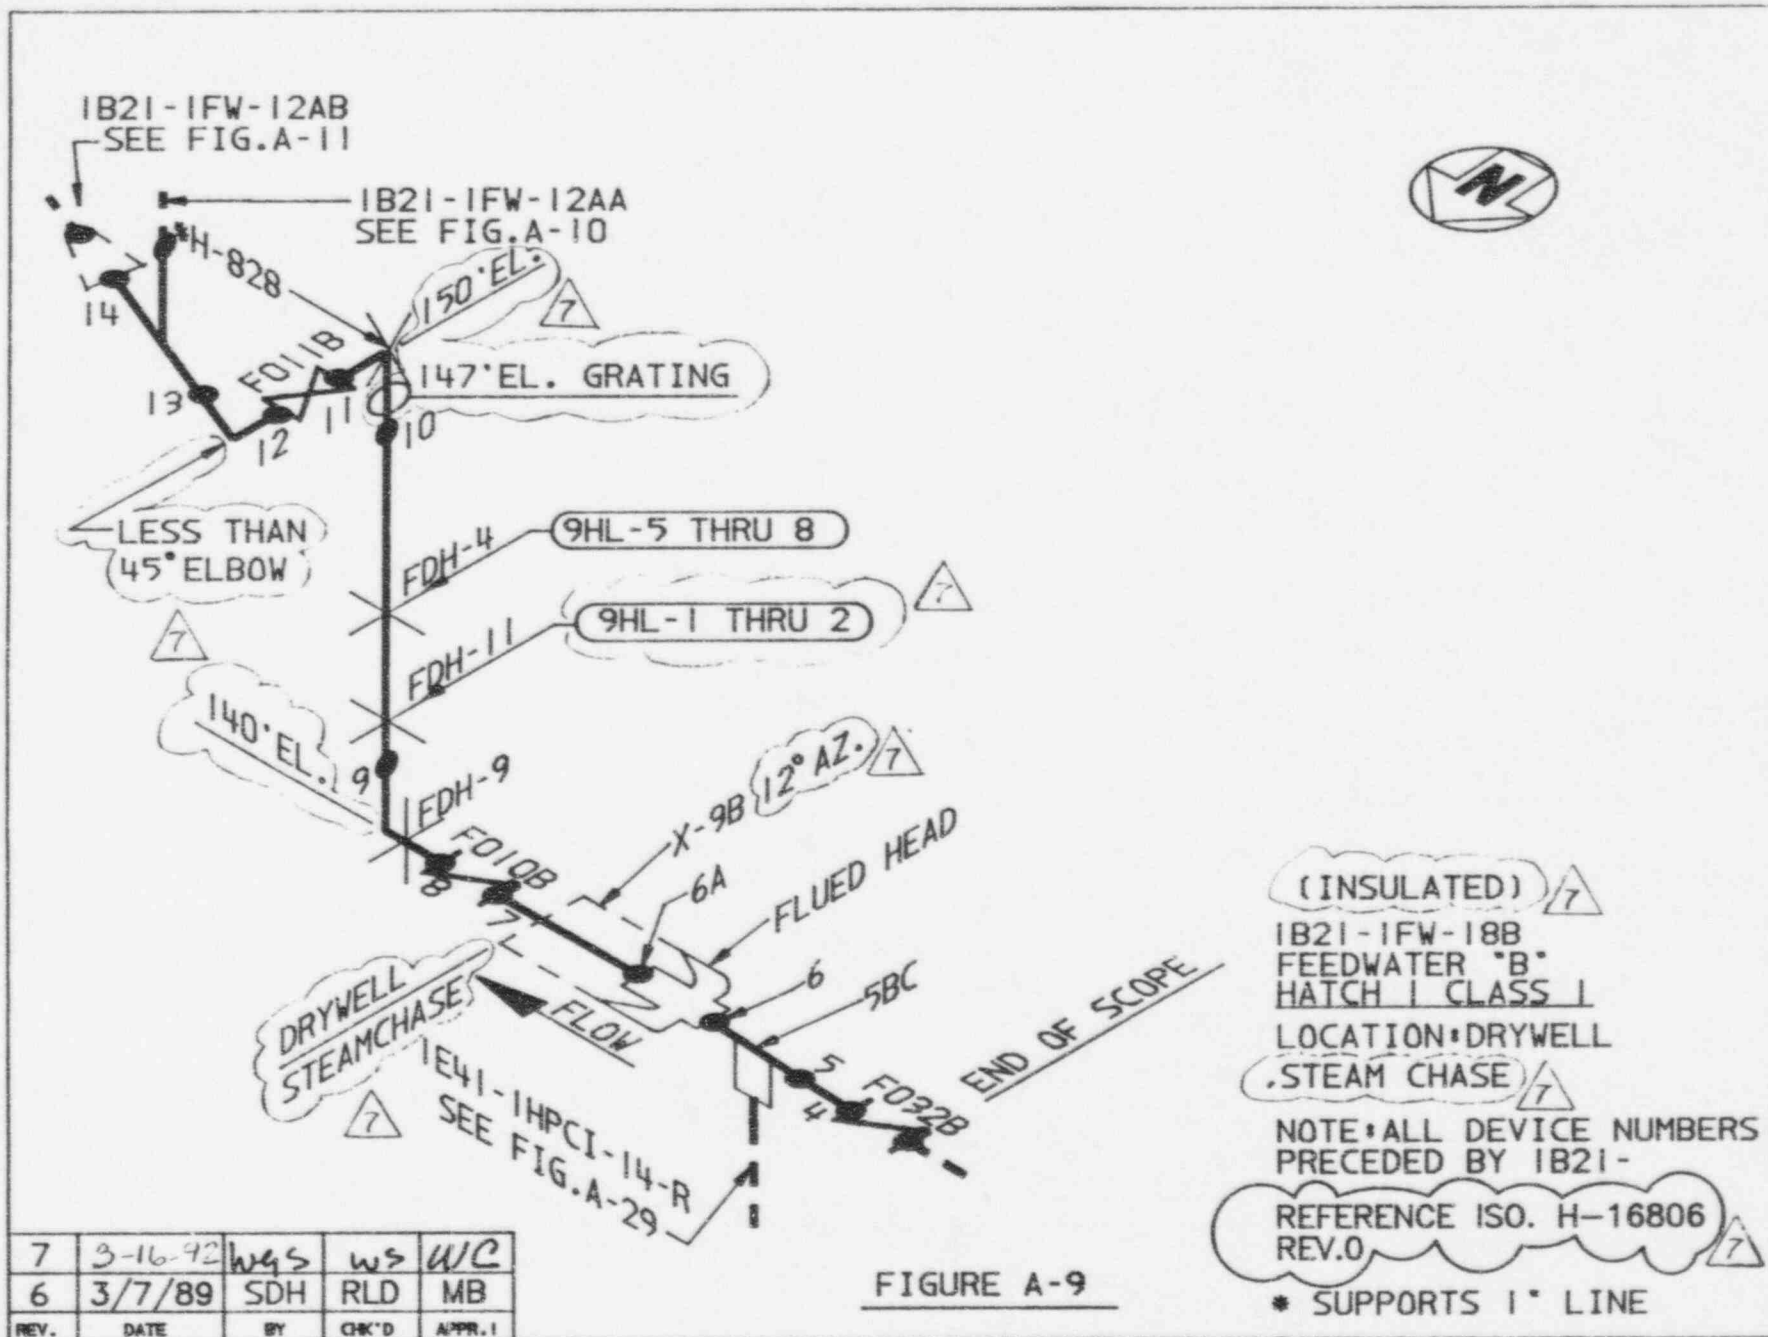 1B21-1FW-12AB
SEE FIG.A-11
1B21-1FW-12AA
SEE FIG.A-10
*H-828
150'EL.
7
N
14
F011B
147'EL. GRATING
13
11
10
12
LESS THAN
45°ELBOW
7
FDH-4
9HL-5 THRU 8
FDH-11
9HL-1 THRU 2
7
140'EL.
9
FDH-9
X-9B
12° AZ.
7
F010B
8
7
6A
FLUED HEAD
DRYWELL
STEAMCHASE
7
FLOW
6
5BC
5
4
F032B
END OF SCOPE
1E41-1HPCI-14-R
SEE FIG.A-29
(INSULATED)
7
1B21-1FW-18B
FEEDWATER "B"
HATCH 1 CLASS 1
LOCATION:DRYWELL
,STEAM CHASE
7
NOTE:ALL DEVICE NUMBERS
PRECEDED BY 1B21-
REFERENCE ISO. H-16806
REV.0
7
* SUPPORTS 1" LINE
FIGURE A-9
7 3-16-92 wgs ws WC
6 3/7/89 SDH RLD MB
REV. DATE BY CHK'D APPR.1